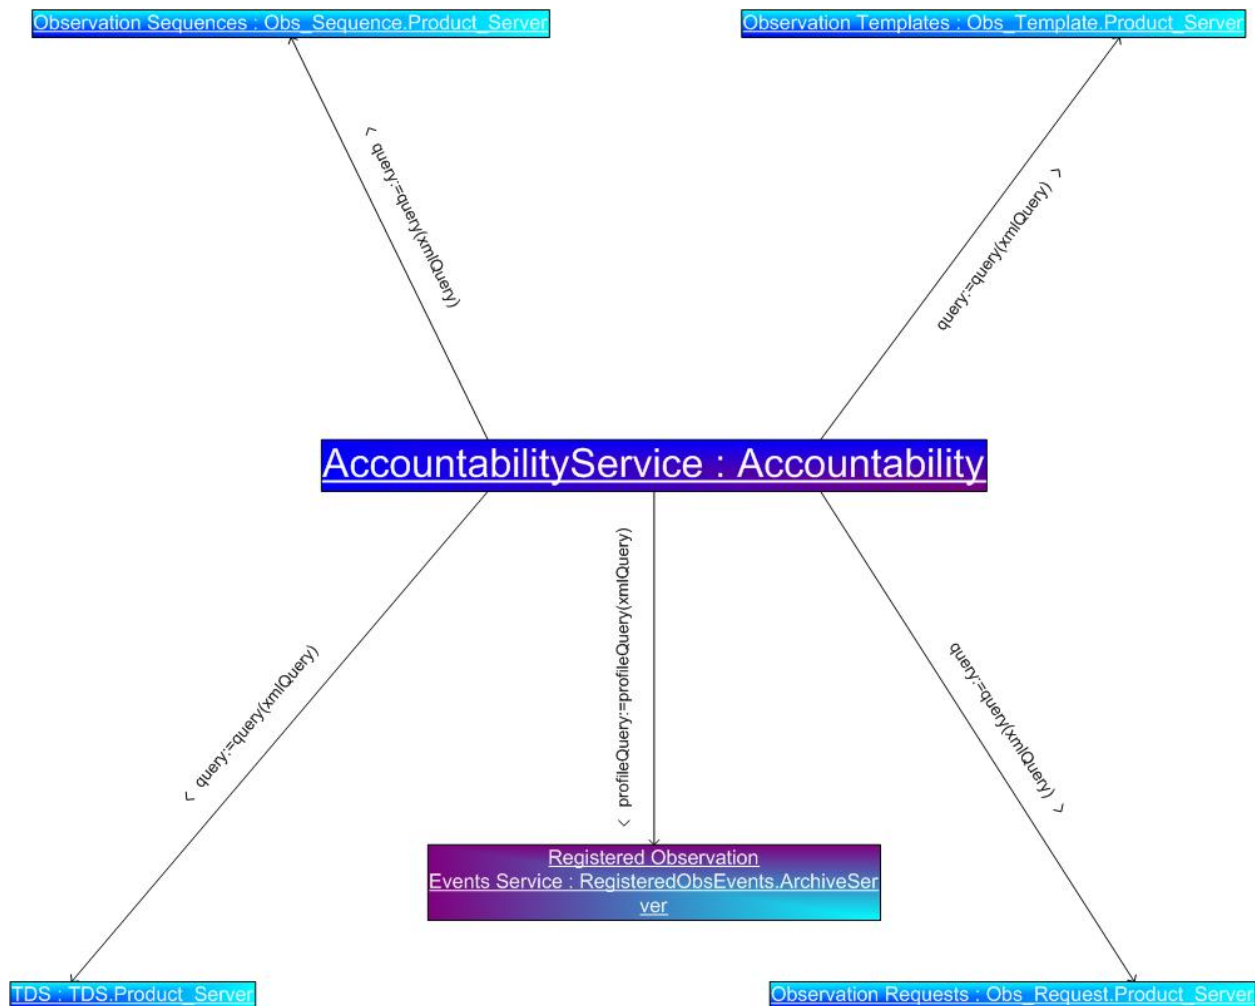 Observation Sequences : Obs_Sequence.Product_Server
Observation Templates : Obs_Template.Product_Server
< query:=query(xmlQuery)
query:=query(xmlQuery) >
AccountabilityService : Accountability
< query:=query(xmlQuery)
< profileQuery:=profileQuery(xmlQuery)
query:=query(xmlQuery) >
Registered Observation
Events Service : RegisteredObsEvents.ArchiveSer
ver
TDS : TDS.Product_Server
Observation Requests : Obs_Request.Product_Server